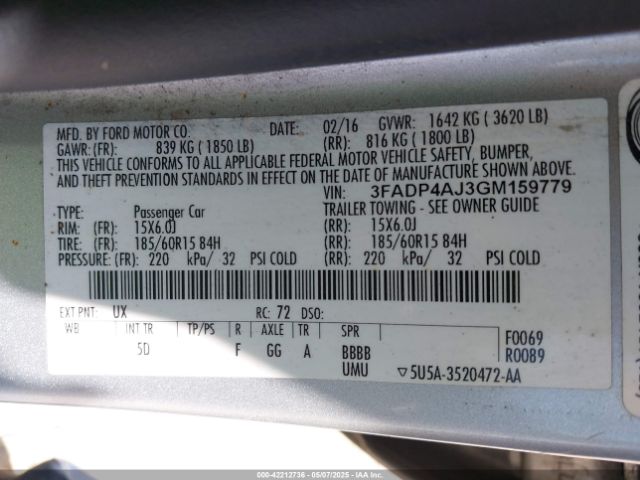 MFD. BY FORD MOTOR CO. DATE: 02/16 GVWR: 1642 KG ( 3620 LB)
GAWR: (FR): 839 KG ( 1850 LB) (RR): 816 KG ( 1800 LB)
THIS VEHICLE CONFORMS TO ALL APPLICABLE FEDERAL MOTOR VEHICLE SAFETY, BUMPER,
AND THEFT PREVENTION STANDARDS IN EFFECT ON THE DATE OF MANUFACTURE SHOWN ABOVE.
VIN: 3FADP4AJ3GM159779
TYPE: Passenger Car TRAILER TOWING - SEE OWNER GUIDE
RIM: (FR): 15X6.0J (RR): 15X6.0J
TIRE: (FR): 185/60R15 84H (RR): 185/60R15 84H
PRESSURE: (FR): 220 kPa/ 32 PSI COLD (RR): 220 kPa/ 32 PSI COLD
EXT PNT: UX RC: 72 DSO:
WB INT TR TP/PS R AXLE TR SPR
5D F GG A BBBB
UMU
F0069
R0089
▽5U5A-3520472-AA
000-42212736 - 05/07/2025 - IAA, Inc.